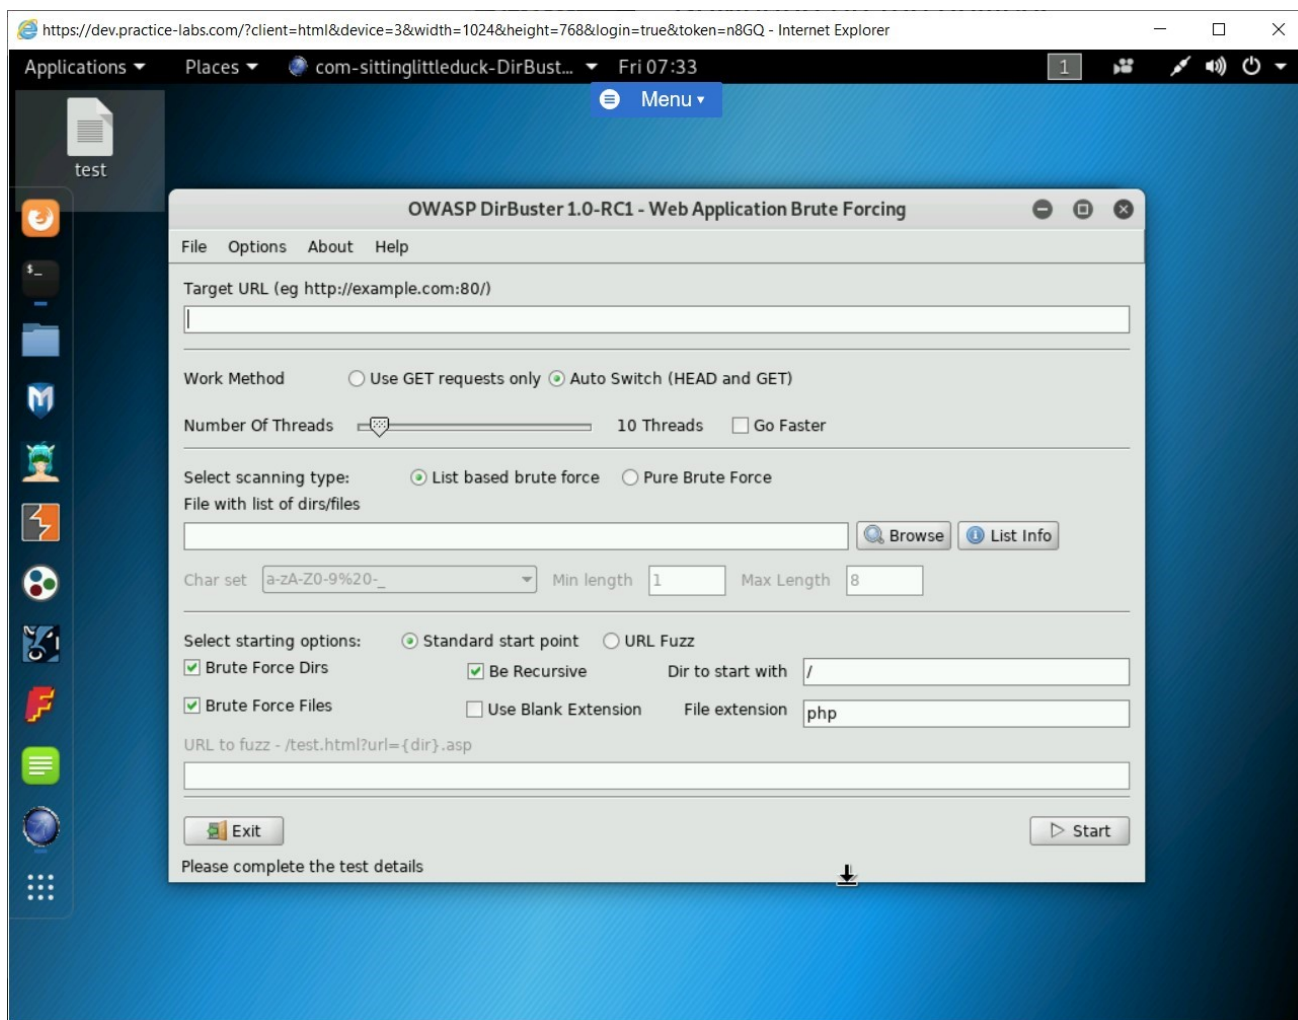 https://dev.practice-labs.com/?client=html&device=3&width=1024&height=768&login=true&token=n8GQ - Internet Explorer
Applications Places com-sittinglittleduck-DirBust... Fri 07:33 1
Menu
test
$_
OWASP DirBuster 1.0-RC1 - Web Application Brute Forcing
File Options About Help
Target URL (eg http://example.com:80/)
Work Method Use GET requests only Auto Switch (HEAD and GET)
Number Of Threads 10 Threads Go Faster
Select scanning type: List based brute force Pure Brute Force
File with list of dirs/files
Browse List Info
Char set a-zA-Z0-9%20-_ Min length 1 Max Length 8
Select starting options: Standard start point URL Fuzz
Brute Force Dirs Be Recursive Dir to start with /
Brute Force Files Use Blank Extension File extension php
URL to fuzz - /test.html?url={dir}.asp
Exit Start
Please complete the test details